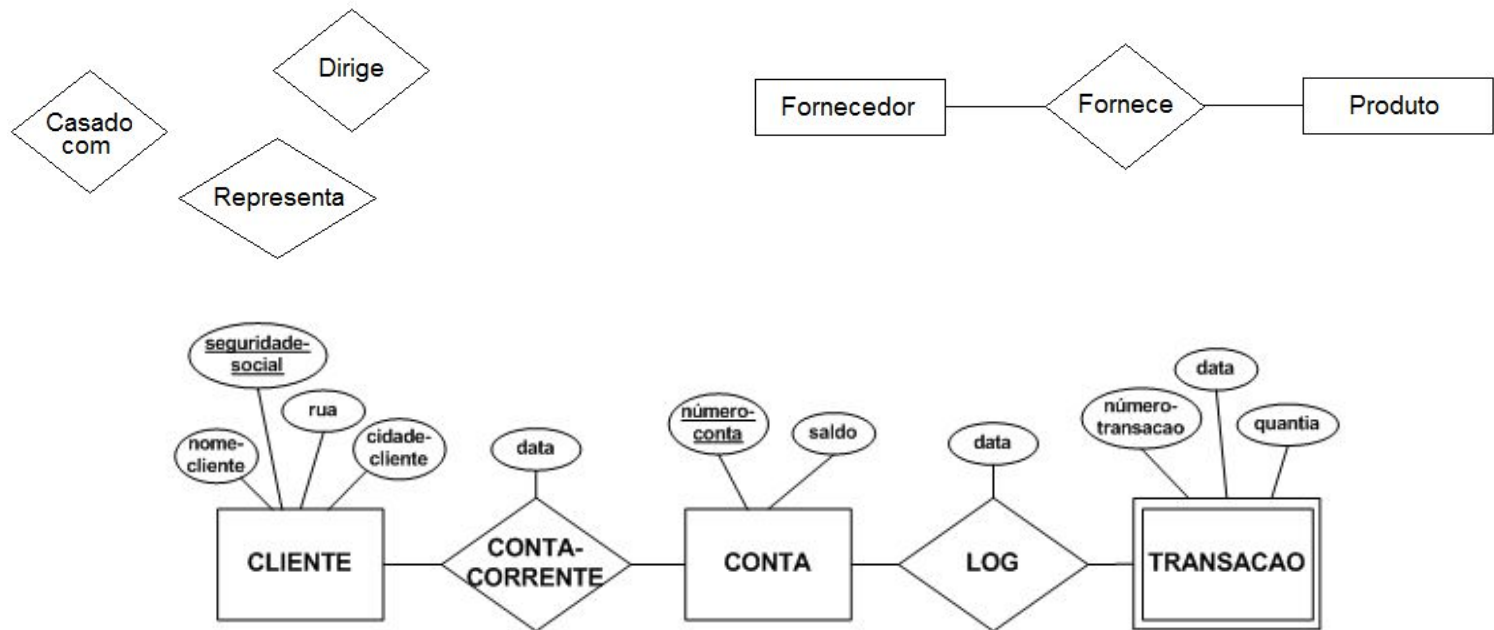 Dirige
Casado
com
Representa
Fornecedor
Fornece
Produto
seguridade-
social
rua
nome-
cliente
cidade-
cliente
data
número-
conta
saldo
data
número-
transacao
data
quantia
CLIENTE
CONTA-
CORRENTE
CONTA
LOG
TRANSACAO